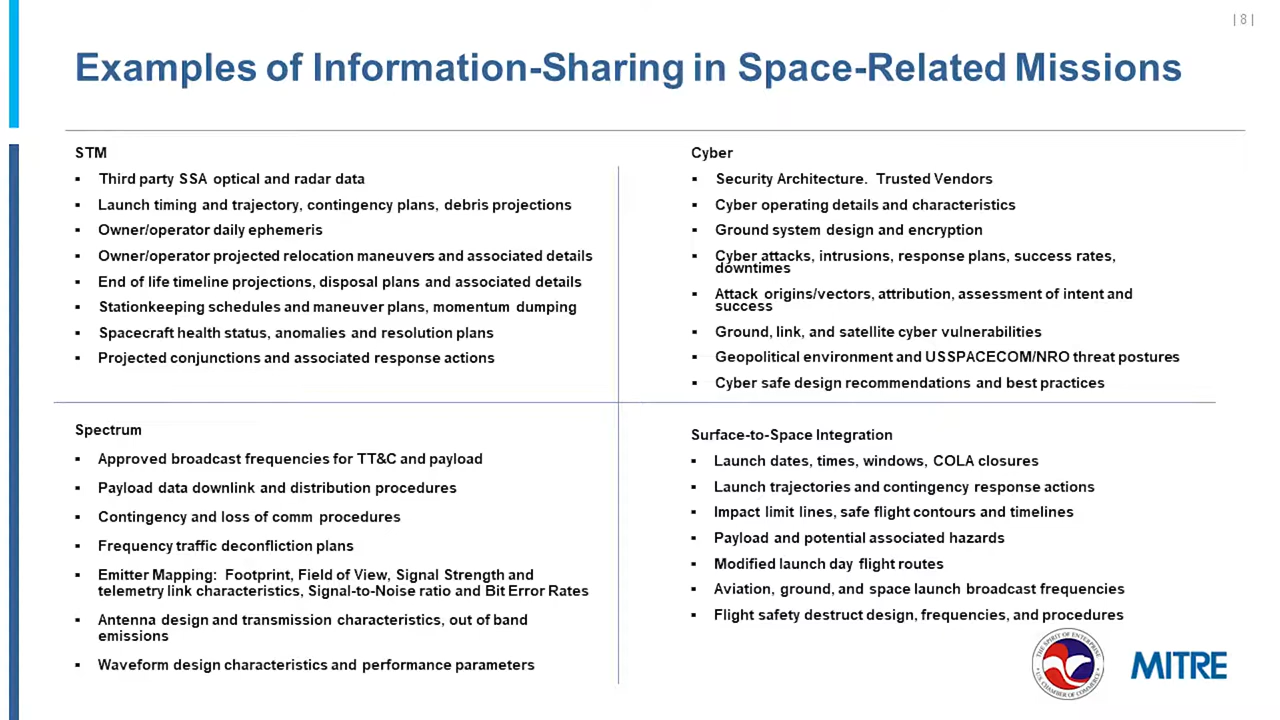 | 8 |
Examples of Information-Sharing in Space-Related Missions
STM
▪ Third party SSA optical and radar data
▪ Launch timing and trajectory, contingency plans, debris projections
▪ Owner/operator daily ephemeris
▪ Owner/operator projected relocation maneuvers and associated details
▪ End of life timeline projections, disposal plans and associated details
▪ Stationkeeping schedules and maneuver plans, momentum dumping
▪ Spacecraft health status, anomalies and resolution plans
▪ Projected conjunctions and associated response actions
Cyber
▪ Security Architecture. Trusted Vendors
▪ Cyber operating details and characteristics
▪ Ground system design and encryption
▪ Cyber attacks, intrusions, response plans, success rates,
downtimes
▪ Attack origins/vectors, attribution, assessment of intent and
success
▪ Ground, link, and satellite cyber vulnerabilities
▪ Geopolitical environment and USSPACECOM/NRO threat postures
▪ Cyber safe design recommendations and best practices
Spectrum
▪ Approved broadcast frequencies for TT&C and payload
▪ Payload data downlink and distribution procedures
▪ Contingency and loss of comm procedures
▪ Frequency traffic deconfliction plans
▪ Emitter Mapping: Footprint, Field of View, Signal Strength and
telemetry link characteristics, Signal-to-Noise ratio and Bit Error Rates
▪ Antenna design and transmission characteristics, out of band
emissions
▪ Waveform design characteristics and performance parameters
Surface-to-Space Integration
▪ Launch dates, times, windows, COLA closures
▪ Launch trajectories and contingency response actions
▪ Impact limit lines, safe flight contours and timelines
▪ Payload and potential associated hazards
▪ Modified launch day flight routes
▪ Aviation, ground, and space launch broadcast frequencies
▪ Flight safety destruct design, frequencies, and procedures
THE SPIRIT OF ENTERPRISE
U.S. CHAMBER OF COMMERCE
MITRE